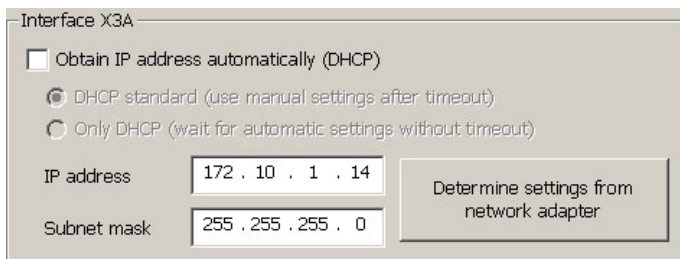 Interface X3A
Obtain IP address automatically (DHCP)
DHCP standard (use manual settings after timeout)
Only DHCP (wait for automatic settings without timeout)
IP address
172 . 10 . 1 . 14
Determine settings from
network adapter
Subnet mask
255 . 255 . 255 . 0